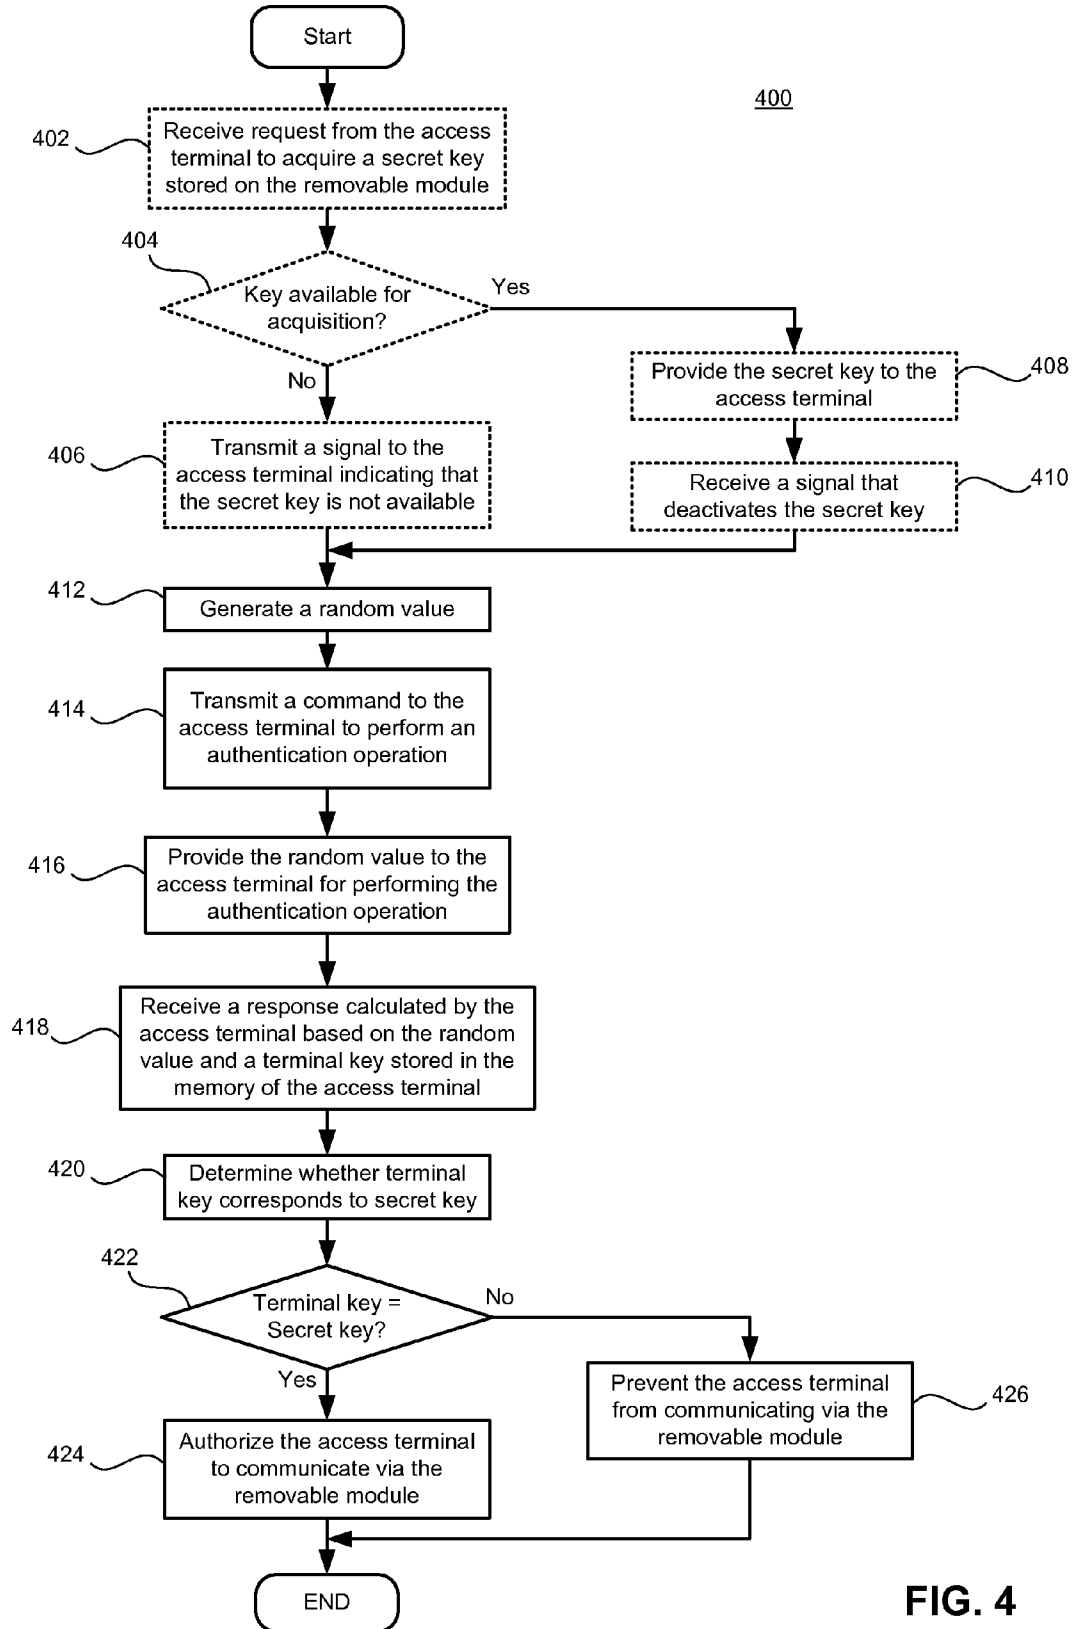 Start
400
402
Receive request from the access
terminal to acquire a secret key
stored on the removable module
404
Key available for
acquisition?
Yes
No
408
Provide the secret key to the
access terminal
406
Transmit a signal to the
access terminal indicating that
the secret key is not available
410
Receive a signal that
deactivates the secret key
412
Generate a random value
414
Transmit a command to the
access terminal to perform an
authentication operation
416
Provide the random value to the
access terminal for performing the
authentication operation
418
Receive a response calculated by the
access terminal based on the random
value and a terminal key stored in the
memory of the access terminal
420
Determine whether terminal
key corresponds to secret key
422
Terminal key =
Secret key?
No
Yes
424
Authorize the access terminal
to communicate via the
removable module
426
Prevent the access terminal
from communicating via the
removable module
END
FIG. 4